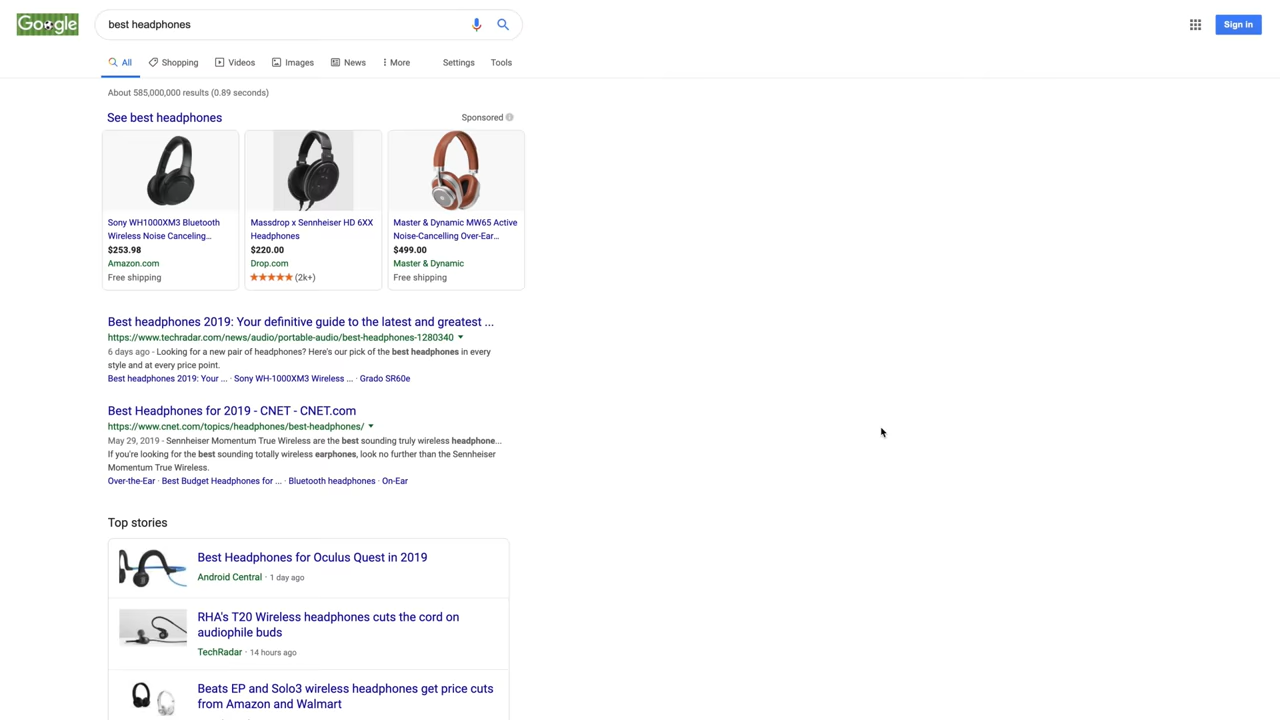 Google
best headphones
Sign in
All Shopping Videos Images News More Settings Tools
About 585,000,000 results (0.89 seconds)
See best headphones
Sponsored
Sony WH1000XM3 Bluetooth
Wireless Noise Canceling...
$253.98
Amazon.com
Free shipping
Massdrop x Sennheiser HD 6XX
Headphones
$220.00
Drop.com
(2k+)
Master & Dynamic MW65 Active
Noise-Cancelling Over-Ear...
$499.00
Master & Dynamic
Free shipping
Best headphones 2019: Your definitive guide to the latest and greatest ...
https://www.techradar.com/news/audio/portable-audio/best-headphones-1280340
6 days ago - Looking for a new pair of headphones? Here's our pick of the best headphones in every
style and at every price point.
Best headphones 2019: Your ... · Sony WH-1000XM3 Wireless ... · Grado SR60e
Best Headphones for 2019 - CNET - CNET.com
https://www.cnet.com/topics/headphones/best-headphones/
May 29, 2019 - Sennheiser Momentum True Wireless are the best sounding truly wireless headphone...
If you're looking for the best sounding totally wireless earphones, look no further than the Sennheiser
Momentum True Wireless.
Over-the-Ear · Best Budget Headphones for ... · Bluetooth headphones · On-Ear
Top stories
Best Headphones for Oculus Quest in 2019
Android Central · 1 day ago
RHA's T20 Wireless headphones cuts the cord on
audiophile buds
TechRadar · 14 hours ago
Beats EP and Solo3 wireless headphones get price cuts
from Amazon and Walmart